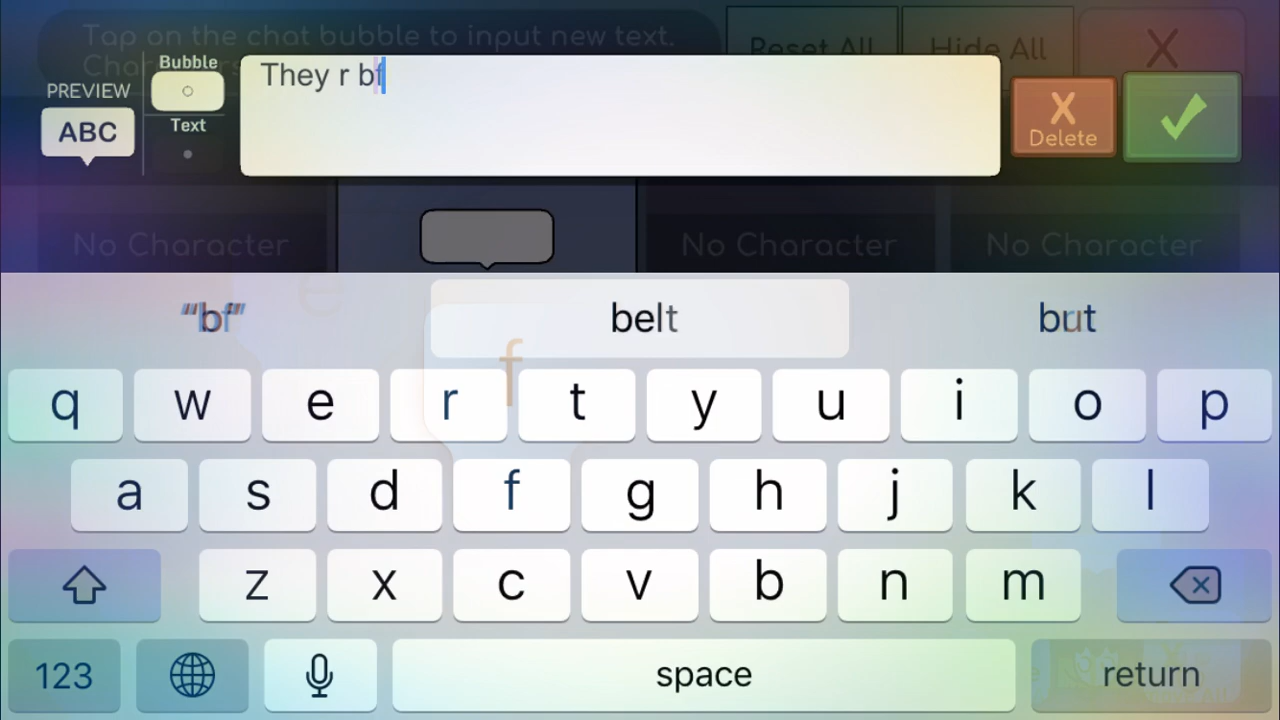 Tap on the chat bubble to input new text.
Reset All
Hide All
X
Bubble
PREVIEW
ABC
Text
They r bf
X
Delete
No Character
No Character
No Character
"bf"
belt
but
f
q w e r t y u i o p
a s d f g h j k l
z x c v b n m
123
space
return